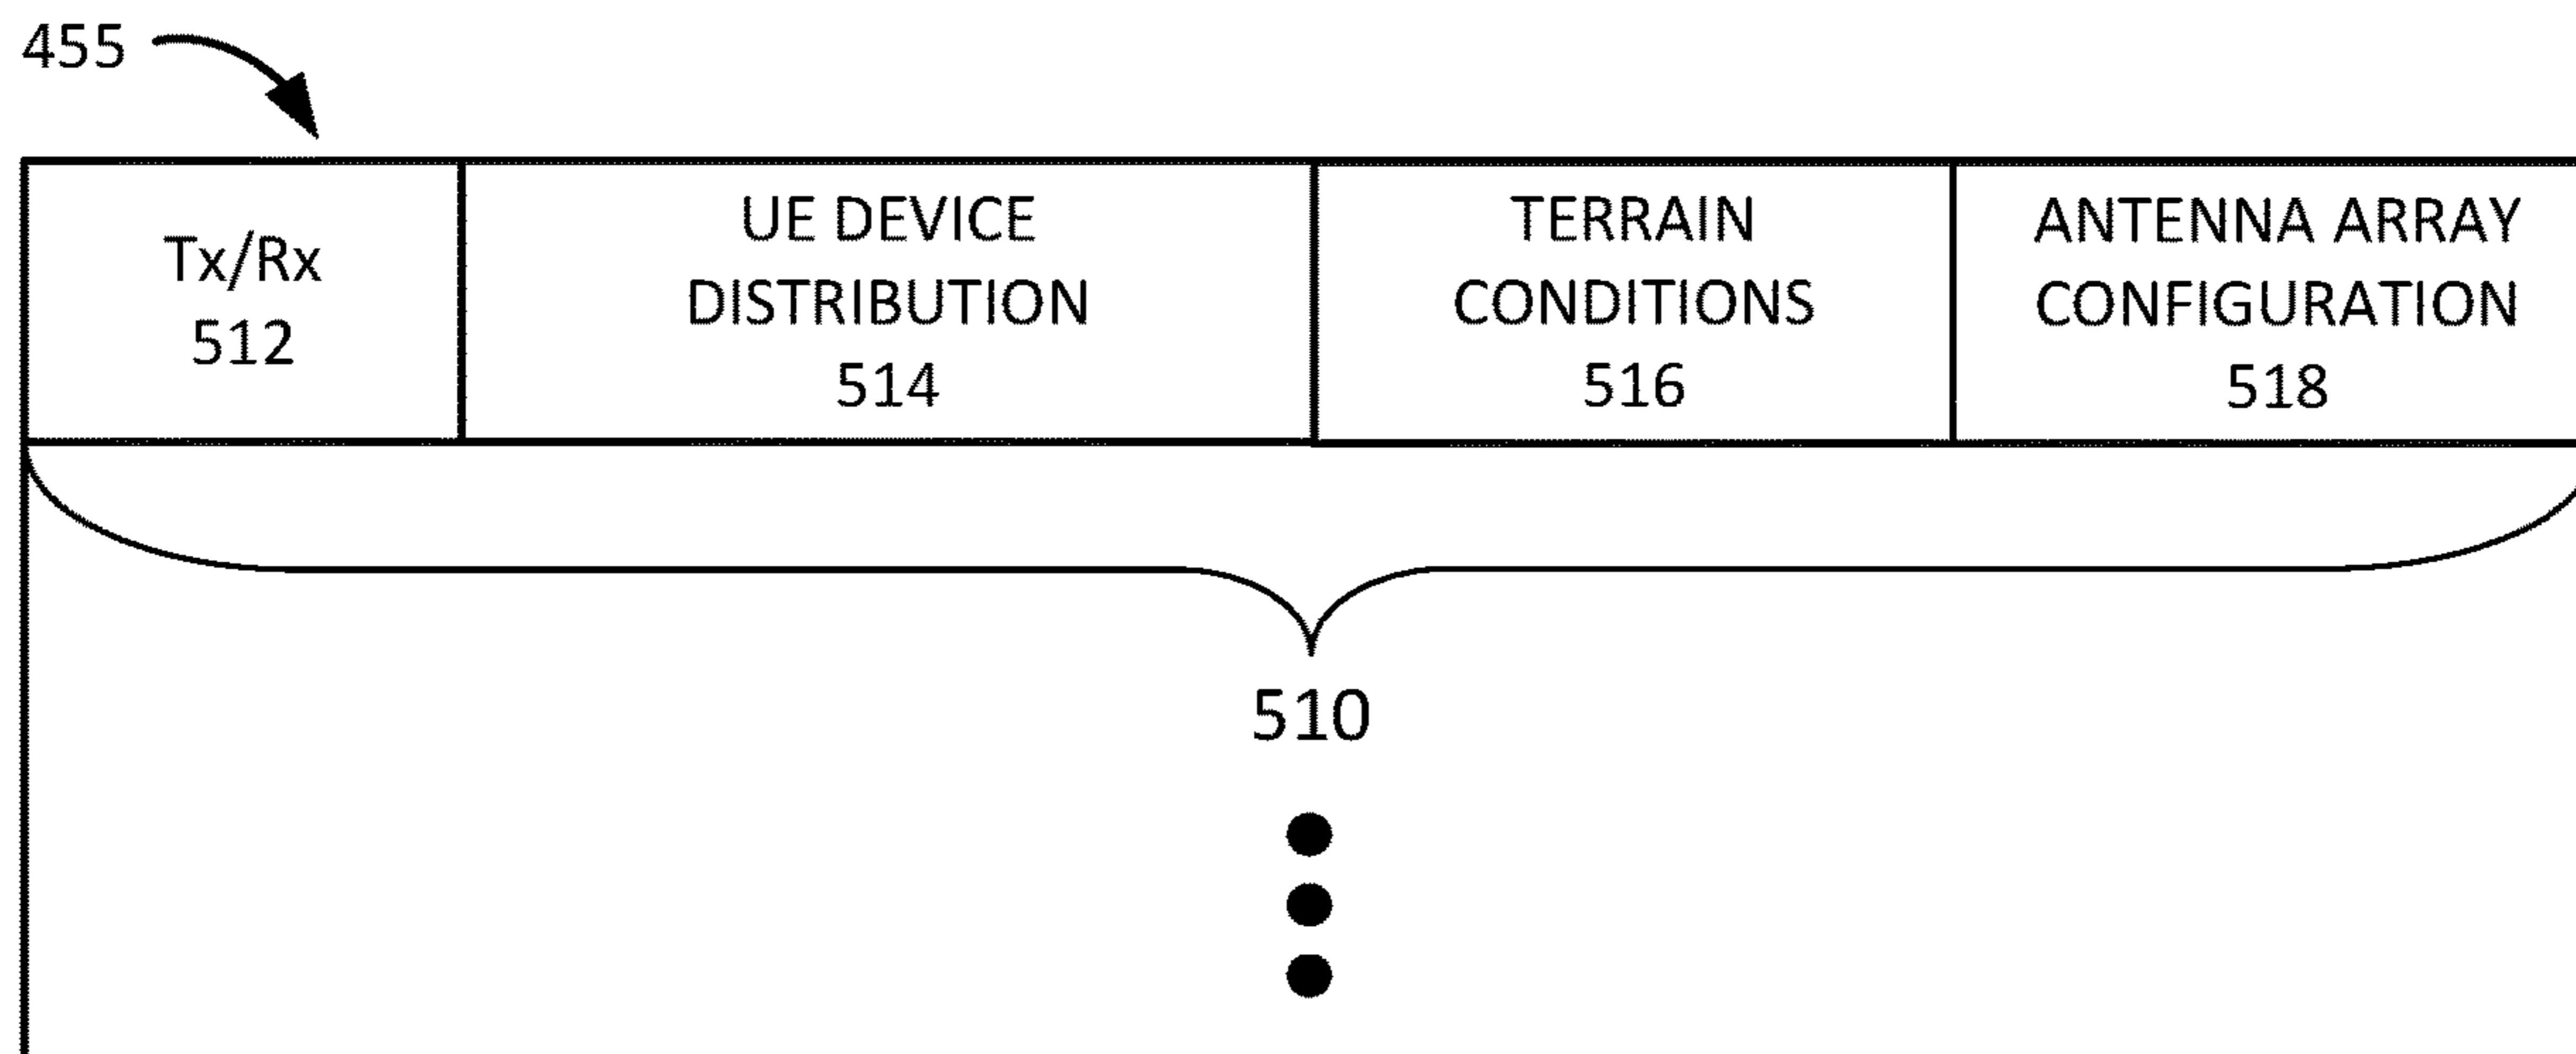 455
Tx/Rx
512
UE DEVICE
DISTRIBUTION
514
TERRAIN
CONDITIONS
516
ANTENNA ARRAY
CONFIGURATION
518
510